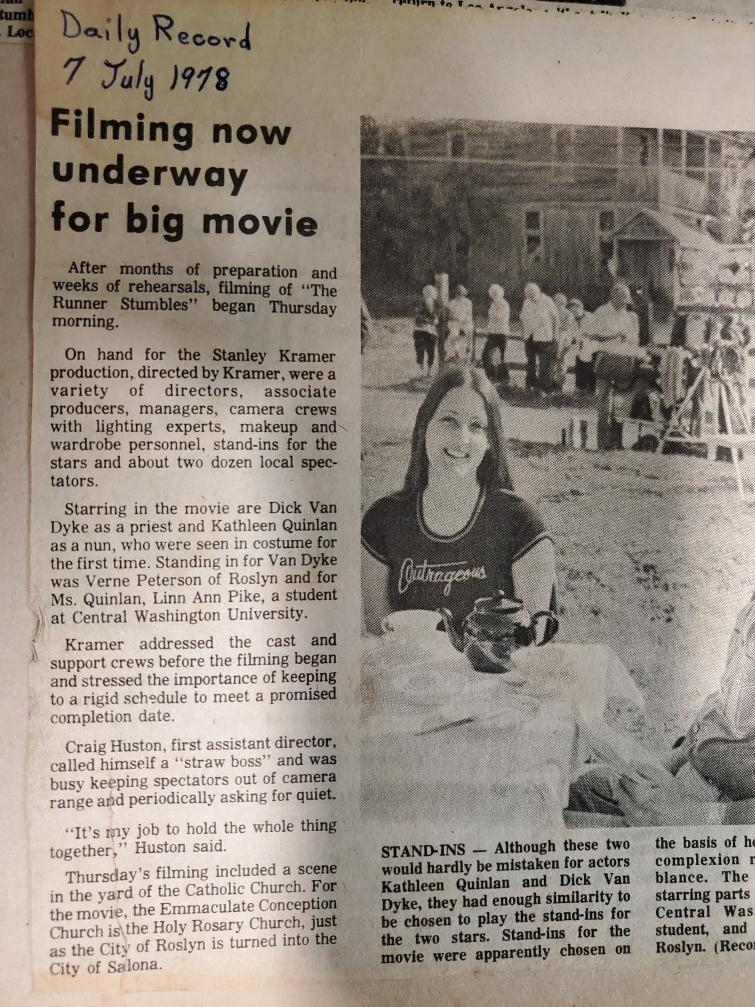 Daily Record
7 July 1978
Filming now
underway
for big movie
After months of preparation and
weeks of rehearsals, filming of "The
Runner Stumbles" began Thursday
morning.
On hand for the Stanley Kramer
production, directed by Kramer, were a
variety of directors, associate
producers, managers, camera crews
with lighting experts, makeup and
wardrobe personnel, stand-ins for the
stars and about two dozen local spec-
tators.
Starring in the movie are Dick Van
Dyke as a priest and Kathleen Quinlan
as a nun, who were seen in costume for
the first time. Standing in for Van Dyke
was Verne Peterson of Roslyn and for
Ms. Quinlan, Linn Ann Pike, a student
at Central Washington University.
Kramer addressed the cast and
support crews before the filming began
and stressed the importance of keeping
to a rigid schedule to meet a promised
completion date.
Craig Huston, first assistant director,
called himself a "straw boss" and was
busy keeping spectators out of camera
range and periodically asking for quiet.
"It's my job to hold the whole thing
together," Huston said.
Thursday's filming included a scene
in the yard of the Catholic Church. For
the movie, the Emmaculate Conception
Church is the Holy Rosary Church, just
as the City of Roslyn is turned into the
City of Salona.
Outrageous
STAND-INS — Although these two
would hardly be mistaken for actors
Kathleen Quinlan and Dick Van
Dyke, they had enough similarity to
be chosen to play the stand-ins for
the two stars. Stand-ins for the
movie were apparently chosen on
the basis of he
complexion r
blance. The
starring parts
Central Was
student, and
Roslyn. (Reco
tumb
Loc